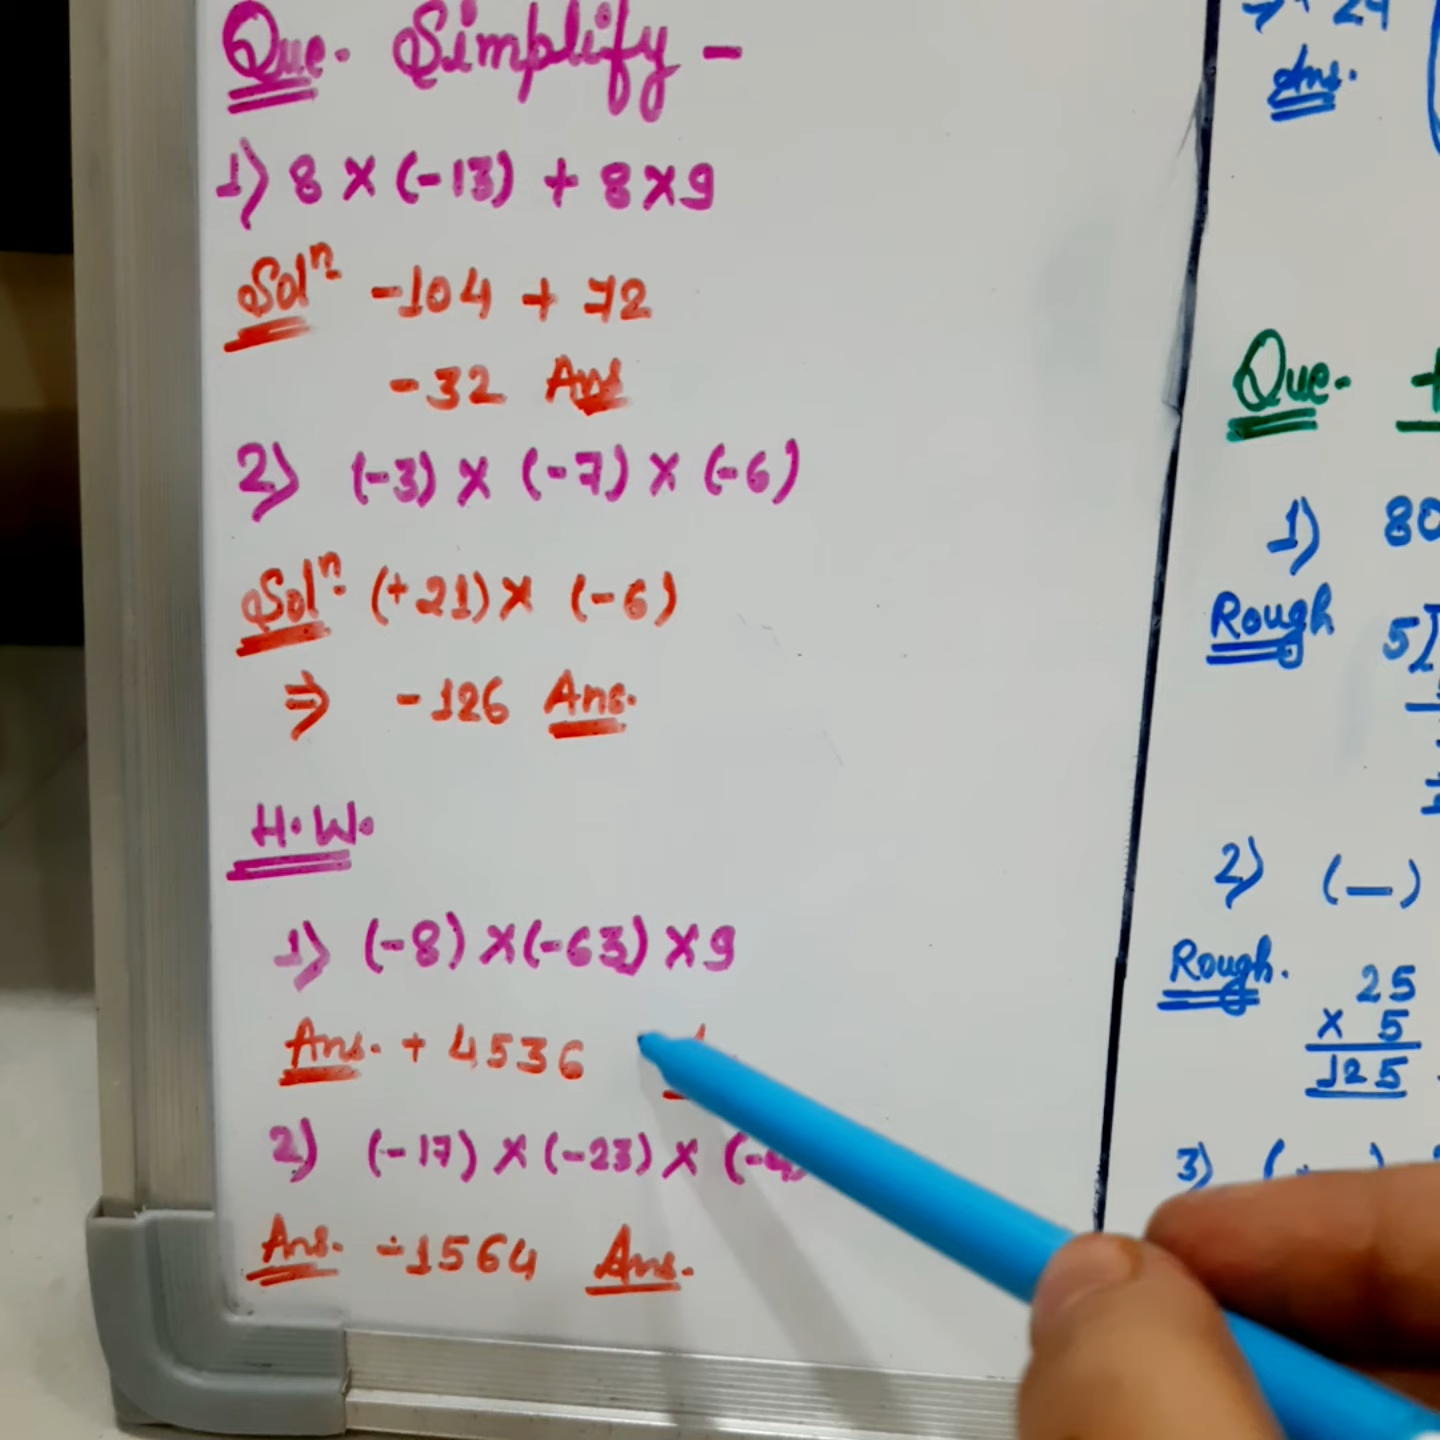 Que. Simplify -
1) 8 × (-13) + 8×9
Solⁿ -104 + 72
-32 Ans
2) (-3) × (-7) × (-6)
Solⁿ. (+21) × (-6)
⇒ -126 Ans.
H.W.
1) (-8) × (-63) × 9
Ans. + 4536
2) (-17) × (-23) × (-4)
Ans. -1564 Ans.
24
Ans.
Que.
1) 80
Rough 5
2) (—)
Rough. 25
× 5
125
3)